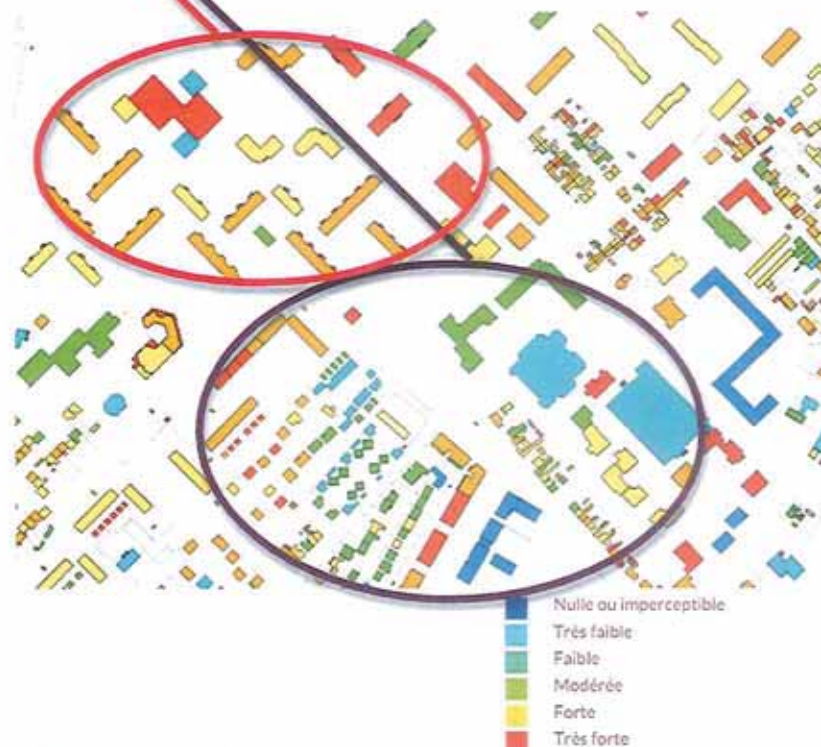 Nulle ou imperceptible
Très faible
Faible
Modérée
Forte
Très forte